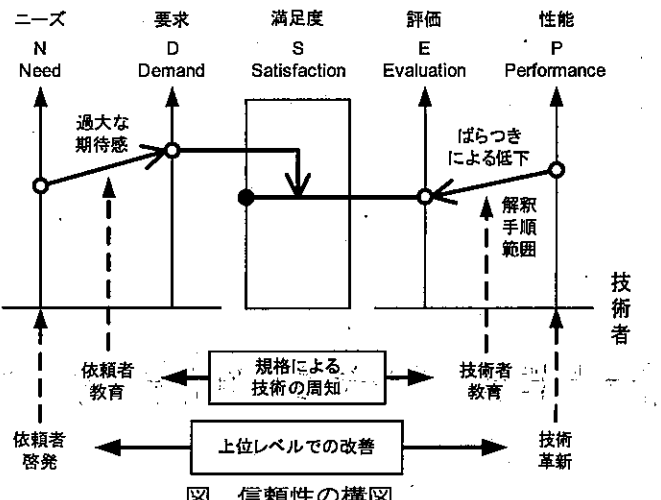 ニーズ 要求 満足度 評価 性能
N D S E P
Need Demand Satisfaction Evaluation Performance
過大な
期待感
ばらつき
による低下
解釈
手順
範囲
技術者
依頼者
教育
規格による
技術の周知
技術者
教育
依頼者
啓発
上位レベルでの改善
技術
革新
図 信頼性の構図